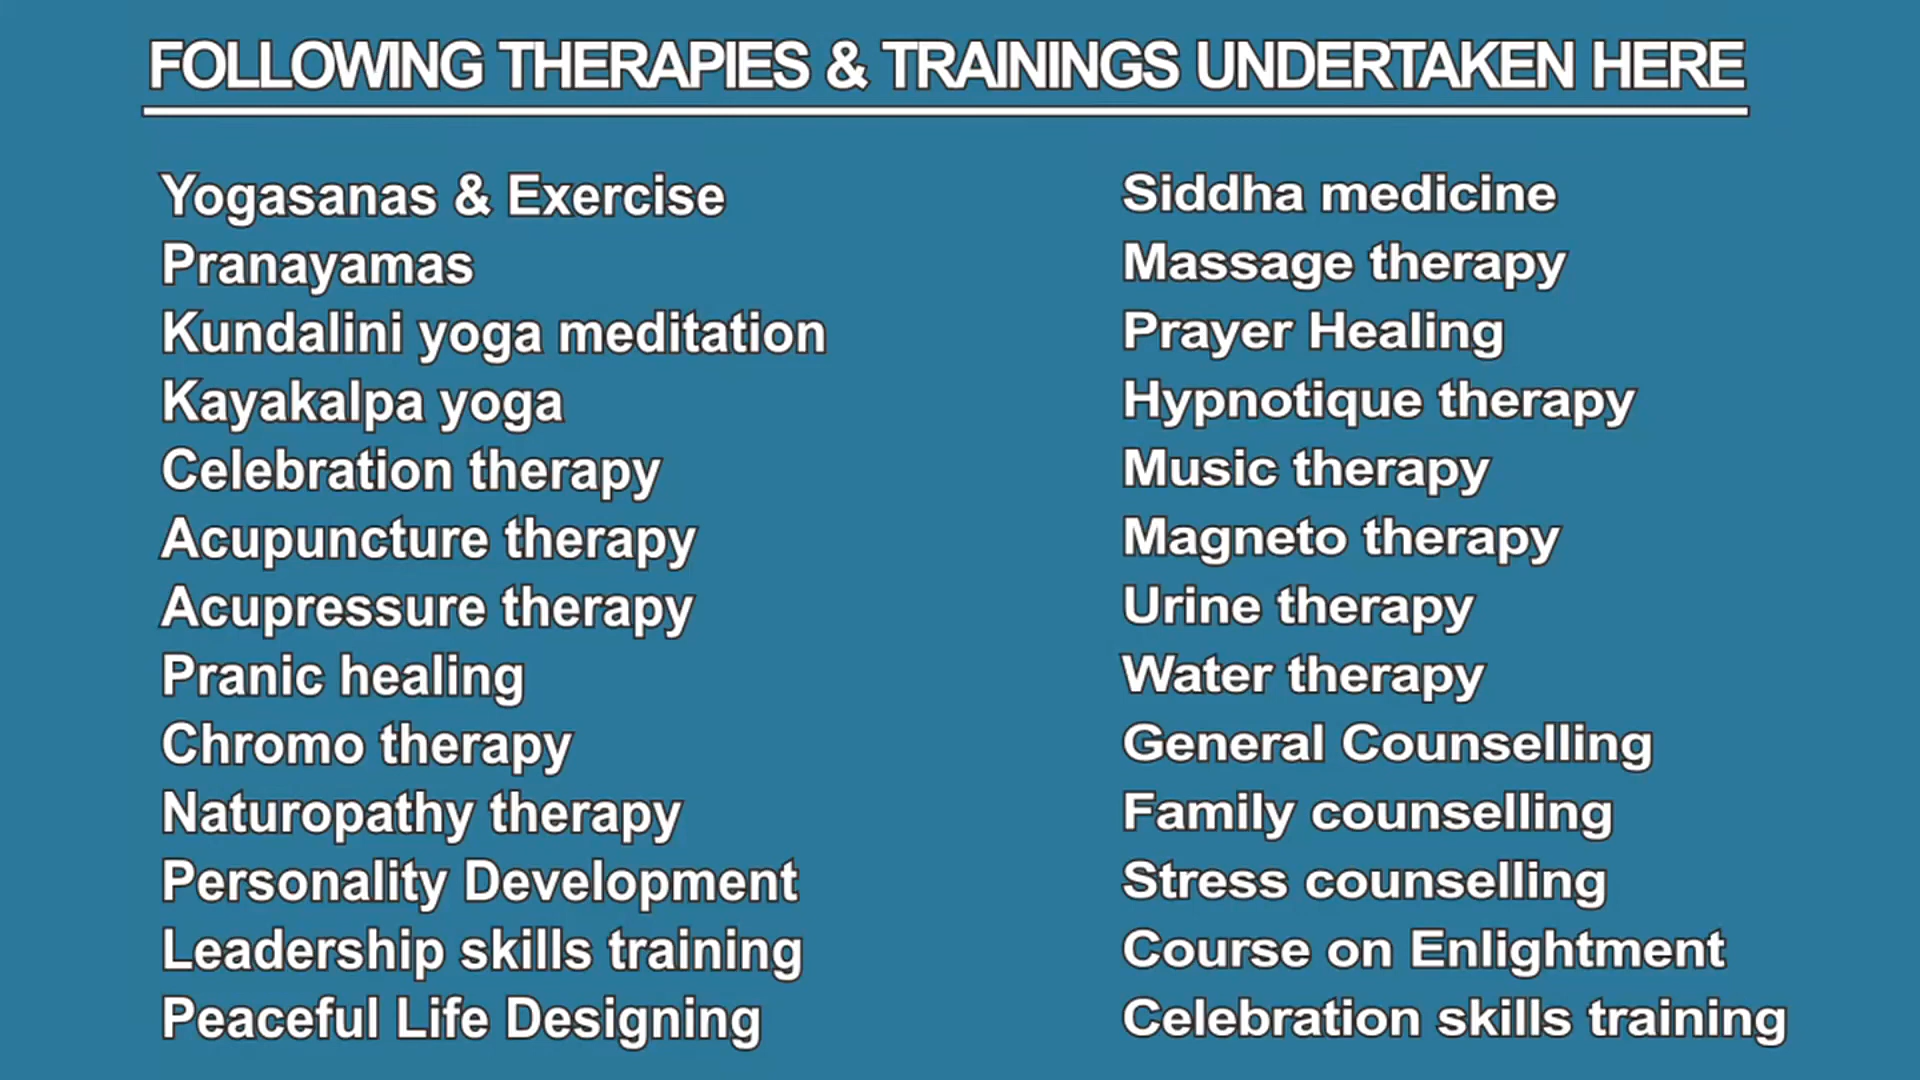 FOLLOWING THERAPIES & TRAININGS UNDERTAKEN HERE
Yogasanas & Exercise
Pranayamas
Kundalini yoga meditation
Kayakalpa yoga
Celebration therapy
Acupuncture therapy
Acupressure therapy
Pranic healing
Chromo therapy
Naturopathy therapy
Personality Development
Leadership skills training
Peaceful Life Designing
Siddha medicine
Massage therapy
Prayer Healing
Hypnotique therapy
Music therapy
Magneto therapy
Urine therapy
Water therapy
General Counselling
Family counselling
Stress counselling
Course on Enlightment
Celebration skills training